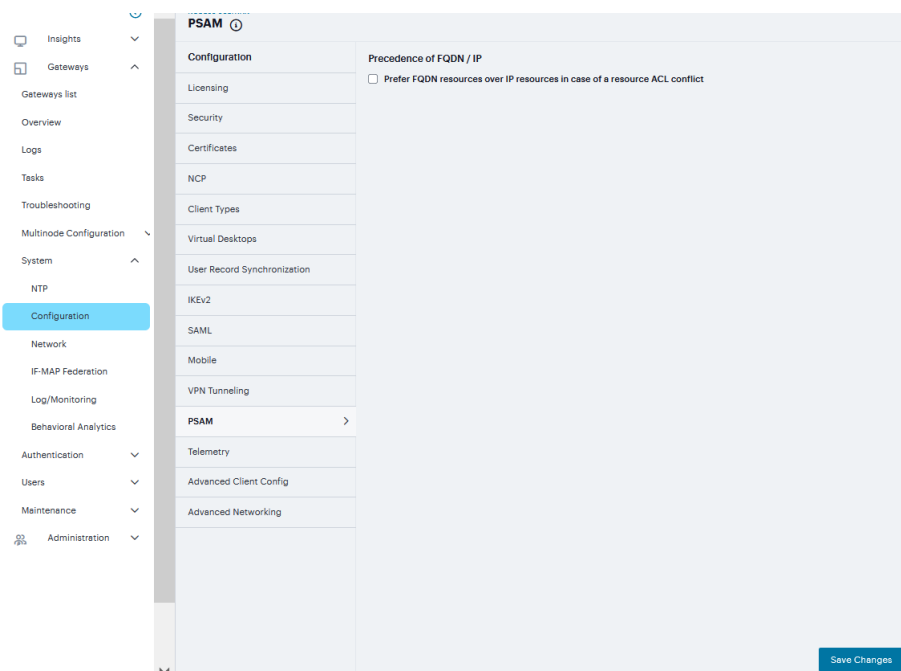 PSAM
Insights
Gateways
Gateways list
Overview
Logs
Tasks
Troubleshooting
Multinode Configuration
System
NTP
Configuration
Network
IF-MAP Federation
Log/Monitoring
Behavioral Analytics
Authentication
Users
Maintenance
Administration
Configuration
Licensing
Security
Certificates
NCP
Client Types
Virtual Desktops
User Record Synchronization
IKEv2
SAML
Mobile
VPN Tunneling
PSAM
Telemetry
Advanced Client Config
Advanced Networking
Precedence of FQDN / IP
Prefer FQDN resources over IP resources in case of a resource ACL conflict
Save Changes